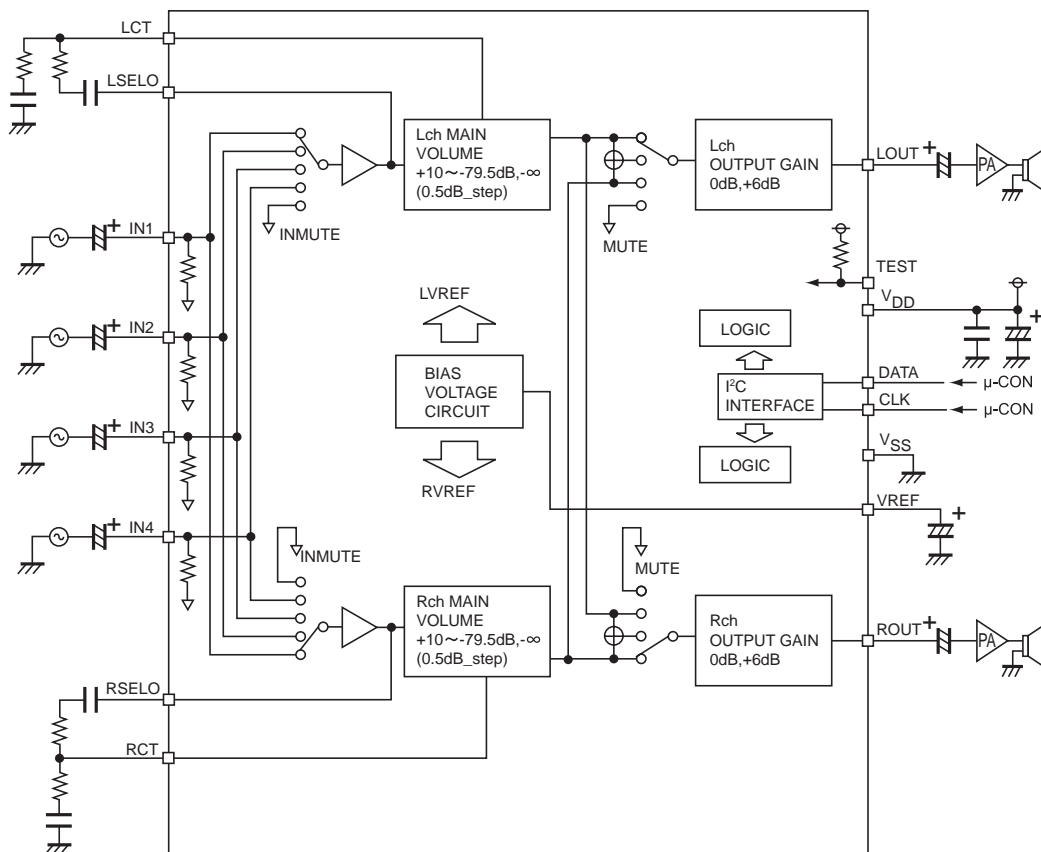 LCT
LSELO
Lch MAIN
VOLUME
+10～-79.5dB,-∞
(0.5dB_step)
Lch
OUTPUT GAIN
0dB,+6dB
LOUT
+
PA
INMUTE
MUTE
+
IN1
TEST
LVREF
VDD
+
+
IN2
LOGIC
BIAS
VOLTAGE
CIRCUIT
I²C
INTERFACE
DATA
μ-CON
CLK
μ-CON
+
IN3
VSS
LOGIC
RVREF
VREF
+
+
IN4
INMUTE
MUTE
Rch MAIN
VOLUME
+10～-79.5dB,-∞
(0.5dB_step)
Rch
OUTPUT GAIN
0dB,+6dB
ROUT
+
PA
RSELO
RCT